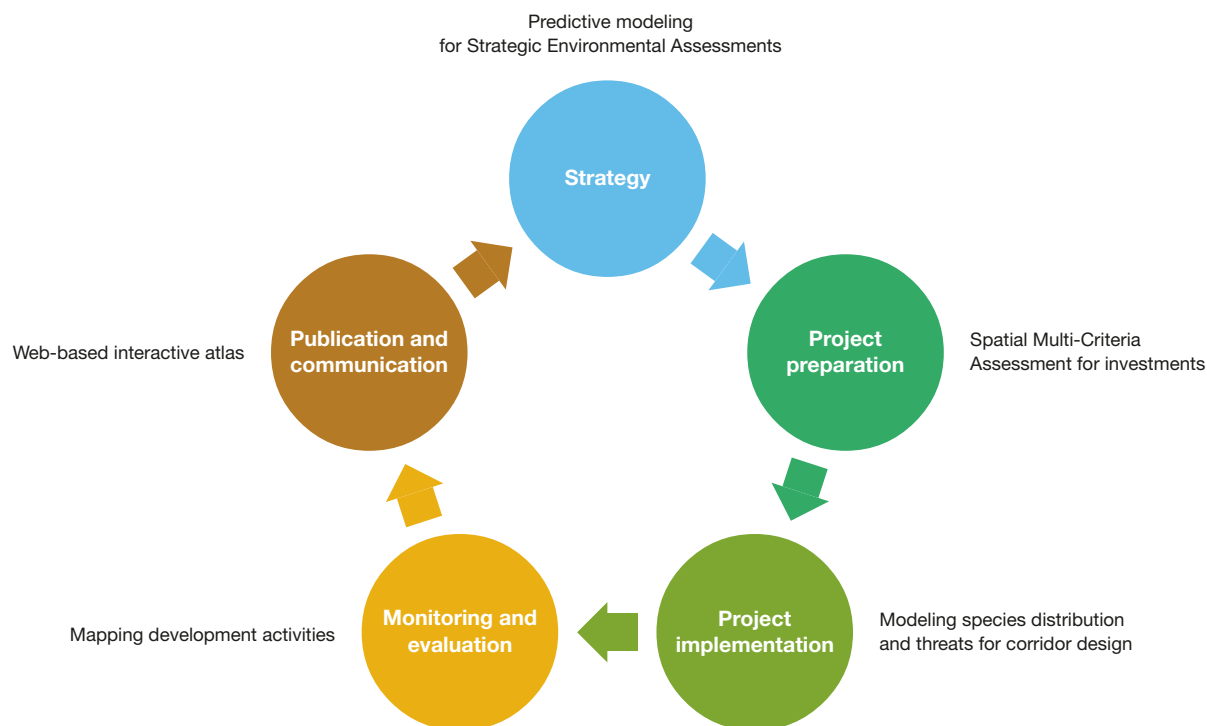 Predictive modeling
for Strategic Environmental Assessments
Strategy
Project
preparation
Spatial Multi-Criteria
Assessment for investments
Project
implementation
Modeling species distribution
and threats for corridor design
Monitoring and
evaluation
Mapping development activities
Publication and
communication
Web-based interactive atlas